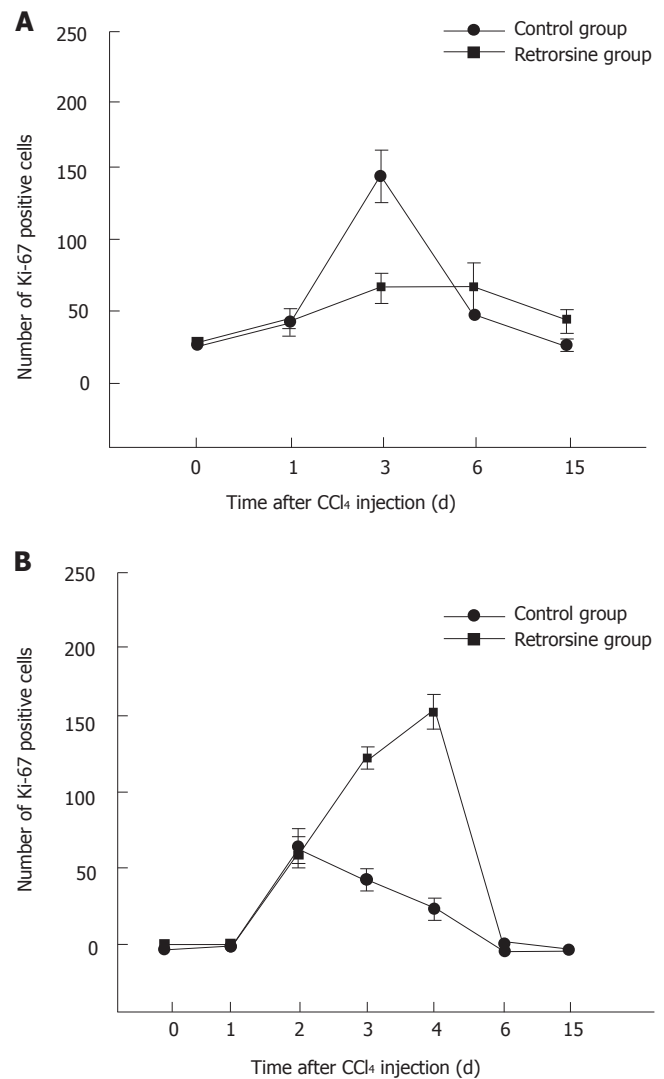 A
Control group
Retrorsine group
Number of Ki-67 positive cells
250
200
150
100
50
0
0 1 3 6 15
Time after CCl₄ injection (d)
B
Control group
Retrorsine group
Number of Ki-67 positive cells
250
200
150
100
50
0
0 1 2 3 4 6 15
Time after CCl₄ injection (d)